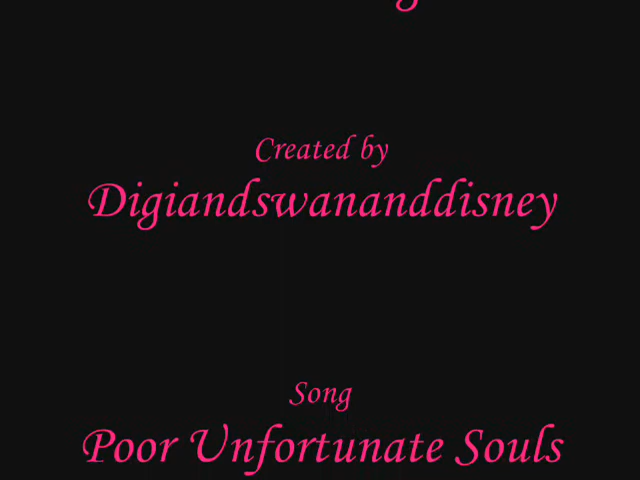 Created by
Digiandswananddisney
Song
Poor Unfortunate Souls